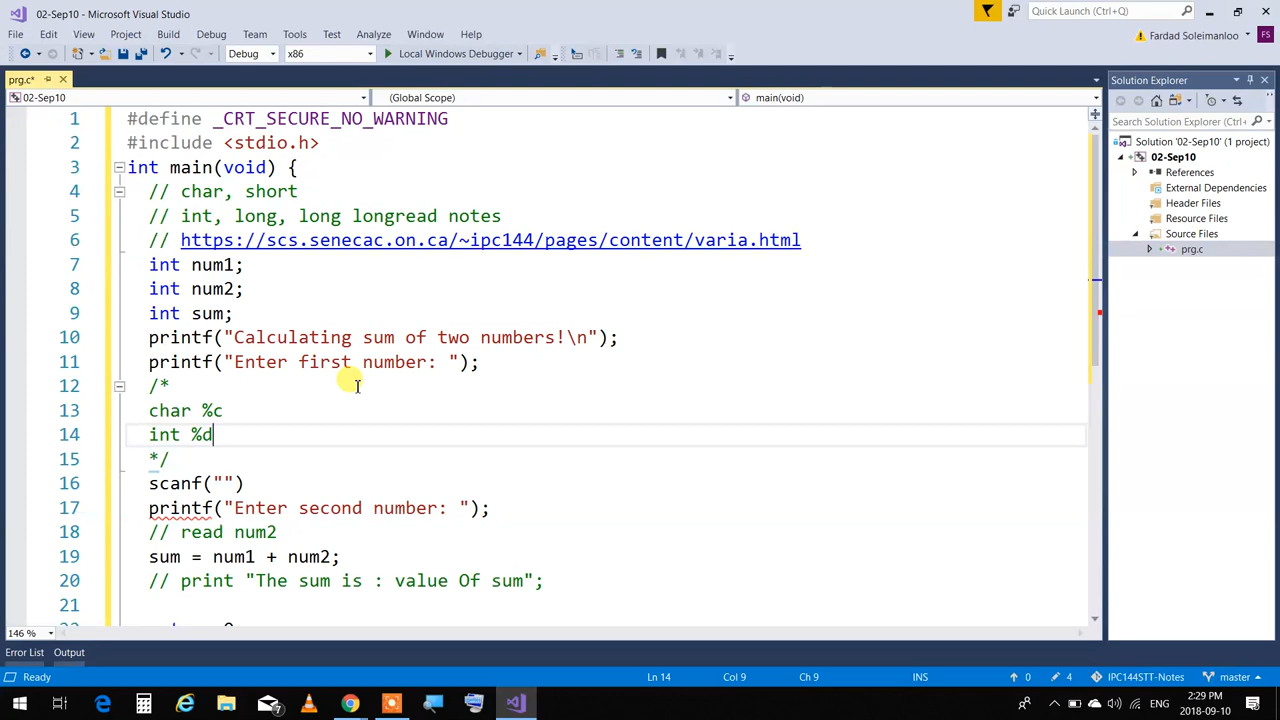 02-Sep10 - Microsoft Visual Studio
Quick Launch (Ctrl+Q)
File Edit View Project Build Debug Team Tools Test Analyze Window Help
Fardad Soleimanloo FS
Debug x86 Local Windows Debugger
prg.c*
Solution Explorer
02-Sep10 (Global Scope) main(void)
Search Solution Explorer (Ctrl+
Solution '02-Sep10' (1 project)
02-Sep10
References
External Dependencies
Header Files
Resource Files
Source Files
prg.c
1 #define _CRT_SECURE_NO_WARNING
2 #include <stdio.h>
3 int main(void) {
4 // char, short
5 // int, long, long longread notes
6 // https://scs.senecac.on.ca/~ipc144/pages/content/varia.html
7 int num1;
8 int num2;
9 int sum;
10 printf("Calculating sum of two numbers!\n");
11 printf("Enter first number: ");
12 /*
13 char %c
14 int %d
15 */
16 scanf("")
17 printf("Enter second number: ");
18 // read num2
19 sum = num1 + num2;
20 // print "The sum is : value Of sum";
21
146 %
Error List Output
Ready Ln 14 Col 9 Ch 9 INS 0 4 IPC144STT-Notes master
7 ENG 2:29 PM
2018-09-10